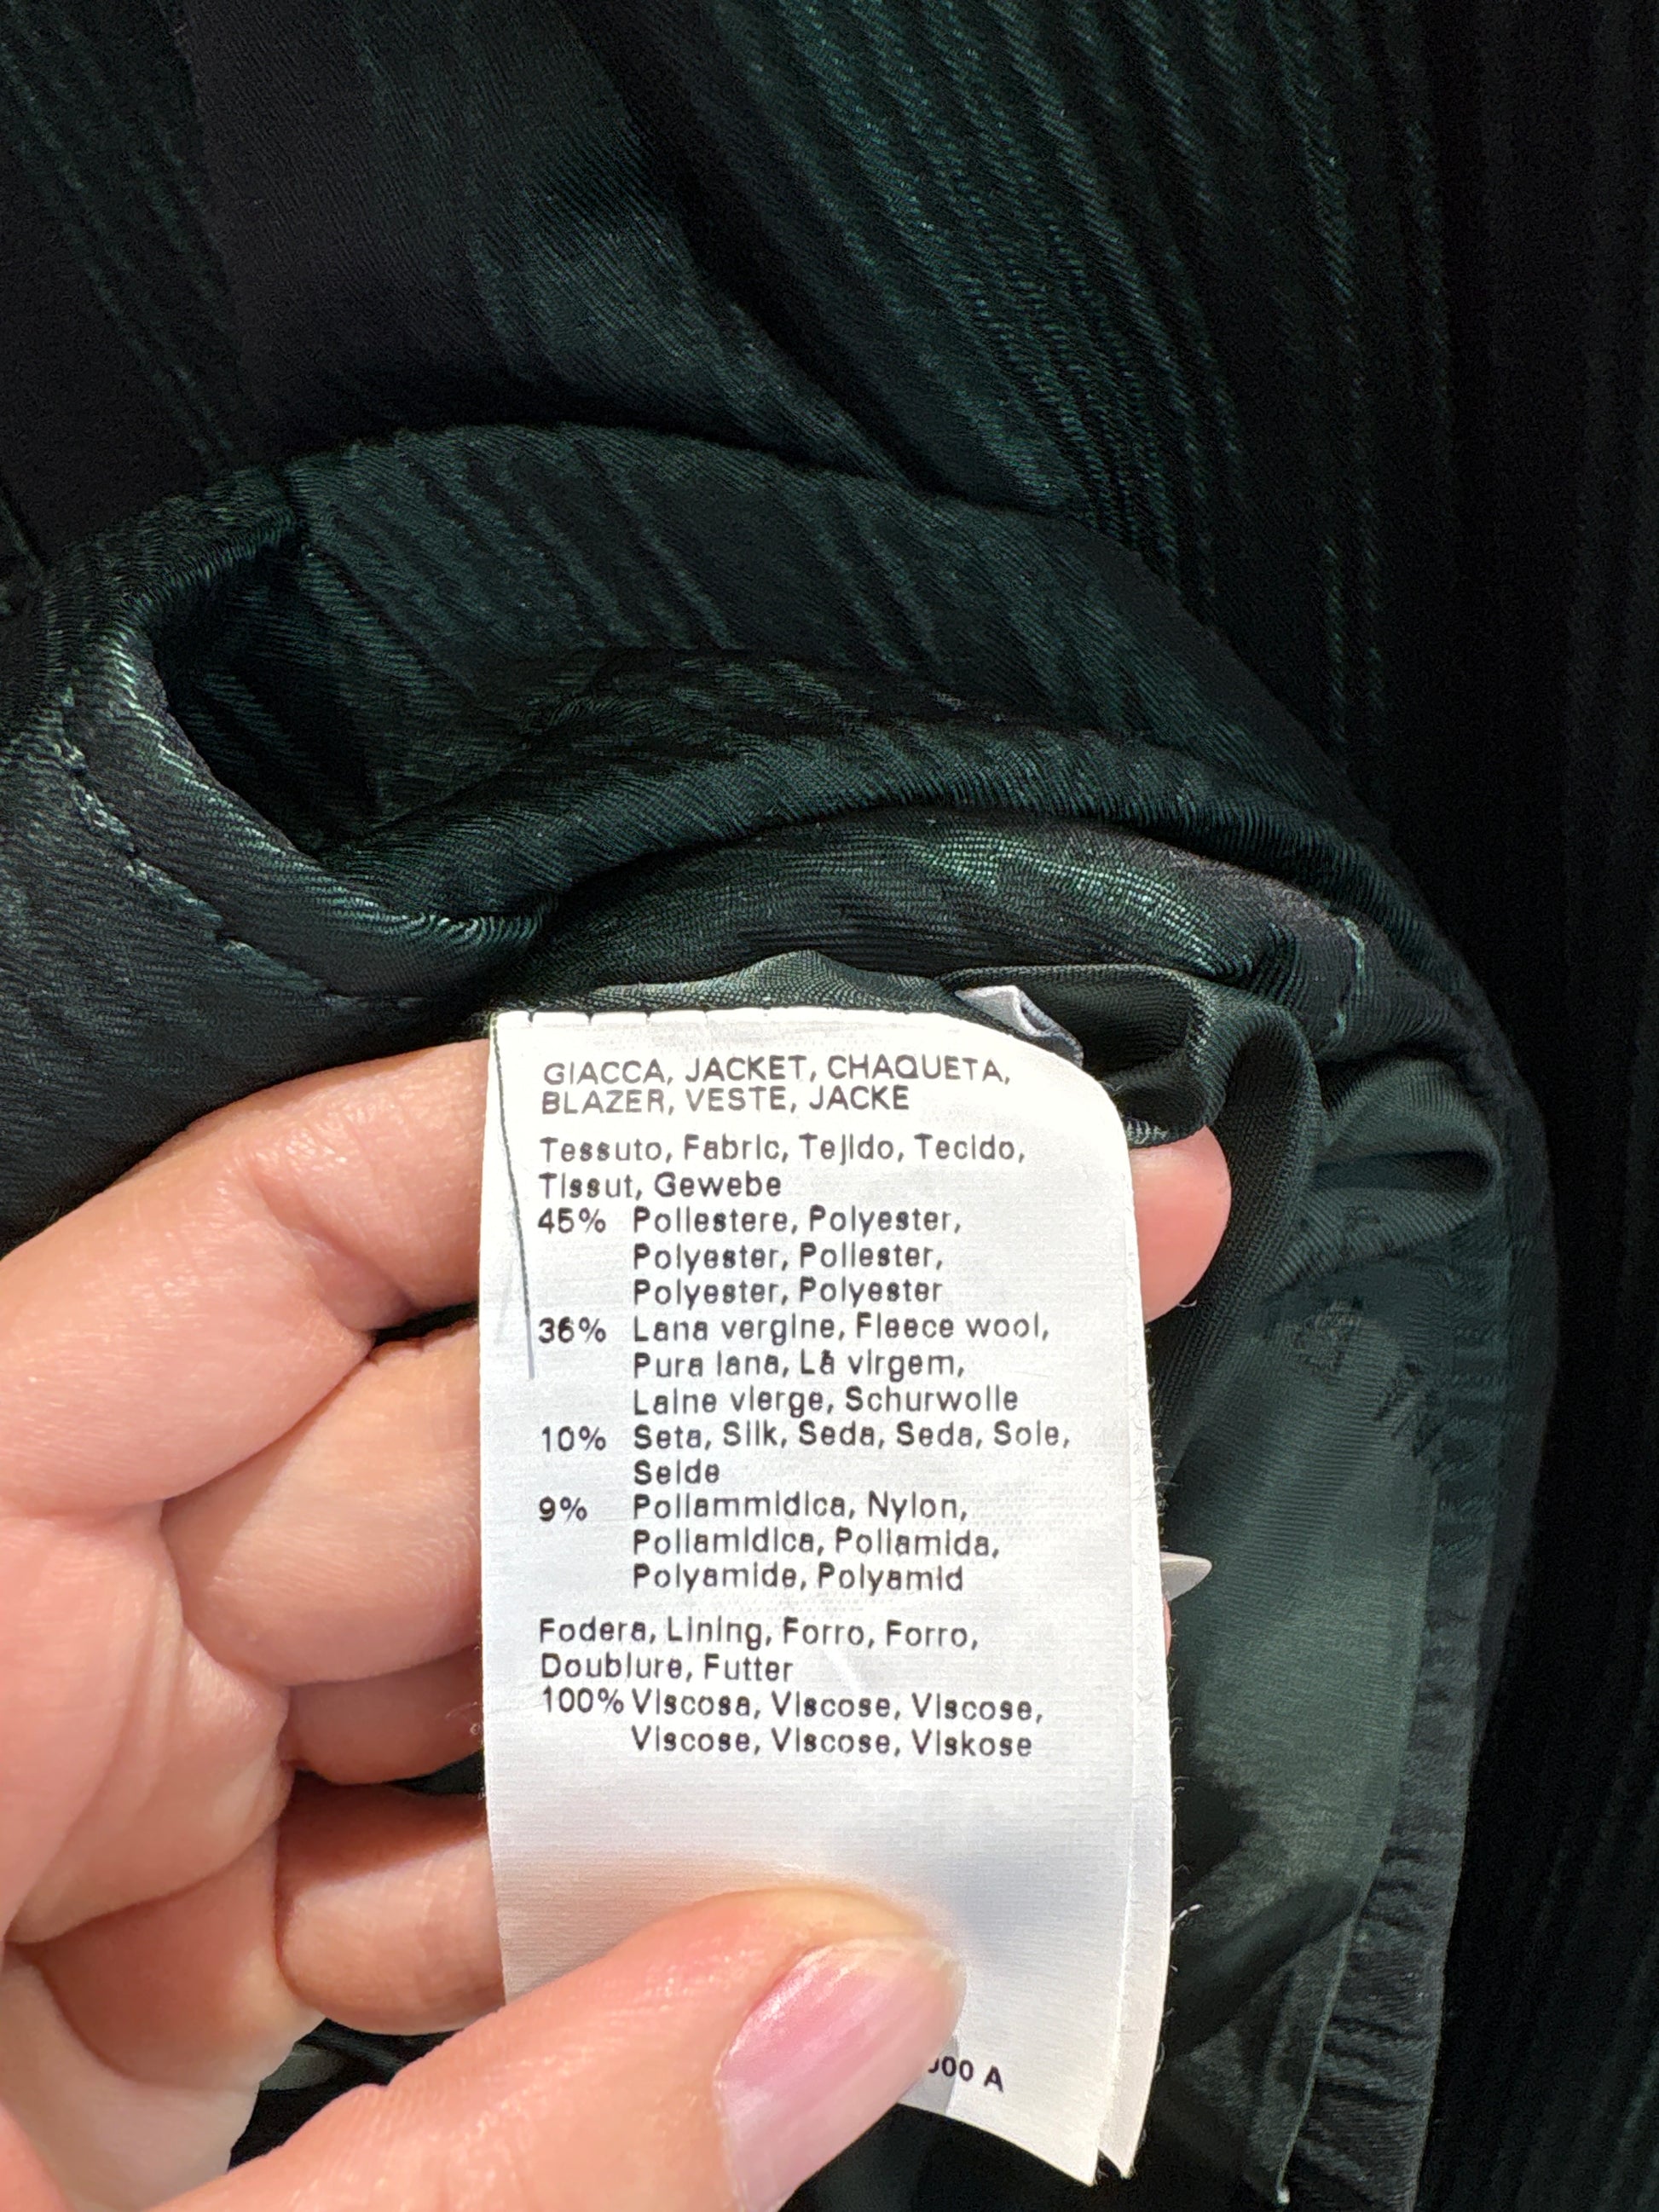 GIACCA, JACKET, CHAQUETA,
BLAZER, VESTE, JACKE
Tessuto, Fabric, Tejido, Tecido,
Tissut, Gewebe
45% Poliestere, Polyester,
Polyester, Poliester,
Polyester, Polyester
36% Lana vergine, Fleece wool,
Pura lana, Lã virgem,
Laine vierge, Schurwolle
10% Seta, Silk, Seda, Seda, Soie,
Seide
9% Poliammidica, Nylon,
Poliamidica, Poliamida,
Polyamide, Polyamid
Fodera, Lining, Forro, Forro,
Doublure, Futter
100% Viscosa, Viscose, Viscose,
Viscose, Viscose, Viskose
A